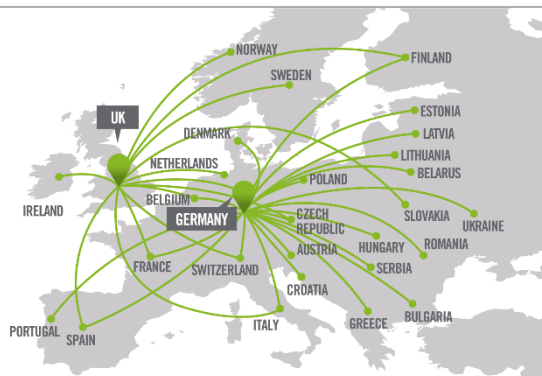 NORWAY
FINLAND
SWEDEN
UK
ESTONIA
DENMARK
LATVIA
NETHERLANDS
LITHUANIA
POLAND
BELARUS
IRELAND
BELGIUM
GERMANY
CZECH
REPUBLIC
SLOVAKIA
UKRAINE
FRANCE
SWITZERLAND
AUSTRIA
HUNGARY
ROMANIA
SERBIA
CROATIA
PORTUGAL
SPAIN
ITALY
GREECE
BULGARIA